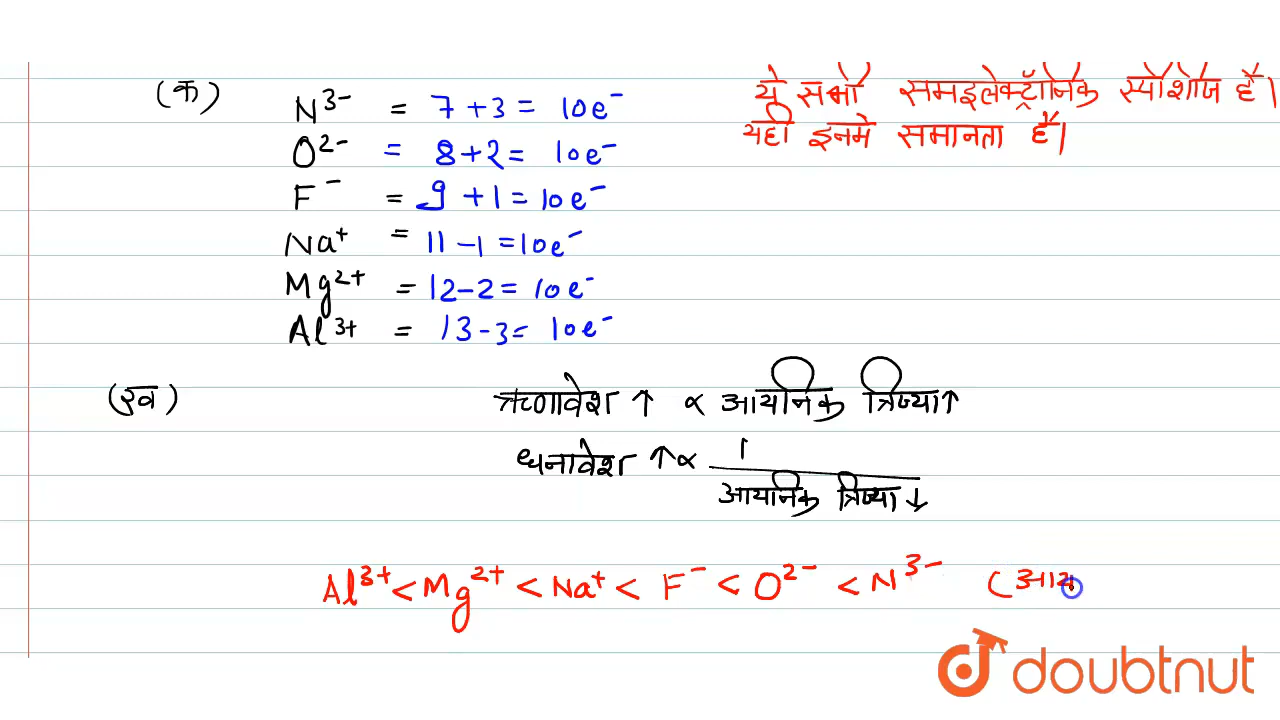 (क)
N³⁻ = 7 + 3 = 10e⁻
ये सभी समइलेक्ट्रॉनिक स्पीशीज हैं।
O²⁻ = 8 + 2 = 10e⁻
यही इनमे समानता हैं।
F⁻ = 9 + 1 = 10e⁻
Na⁺ = 11 - 1 = 10e⁻
Mg²⁺ = 12 - 2 = 10e⁻
Al³⁺ = 13 - 3 = 10e⁻
(ख) ऋणावेश ↑ ∝ आयनिक त्रिज्या ↑
धनावेश ↑ ∝ 1
आयनिक त्रिज्या ↓
Al³⁺ < Mg²⁺ < Na⁺ < F⁻ < O²⁻ < N³⁻ (आय
doubtnut